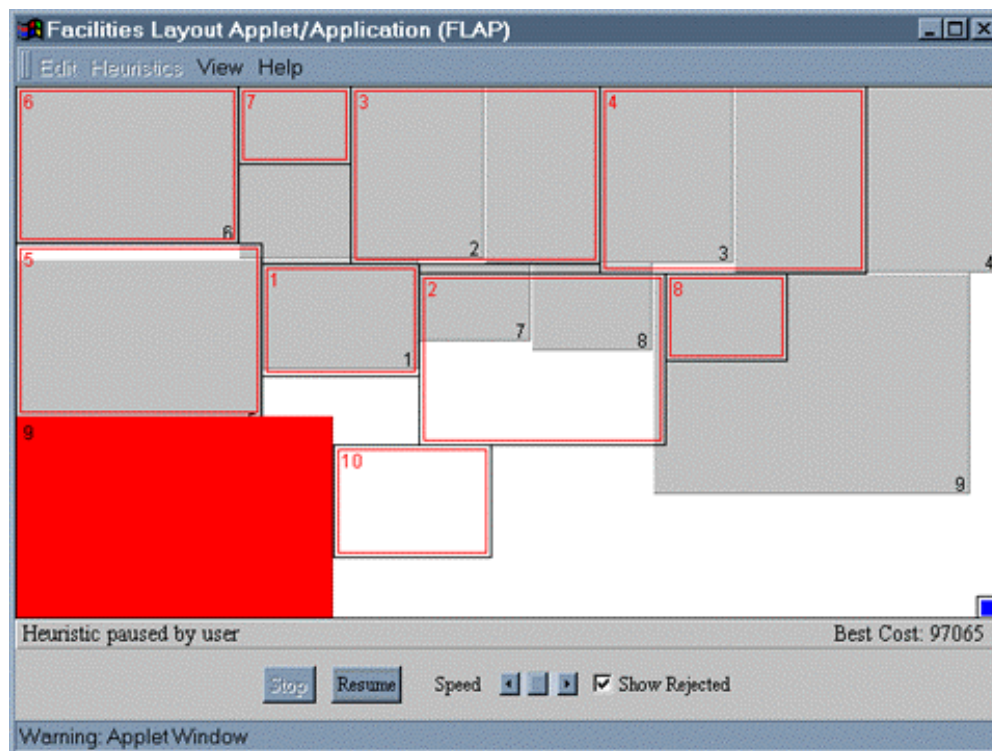 Facilities Layout Applet/Application (FLAP)
Edit Heuristics View Help
6 7 3 4
6 2 3 4
5 1 2 8
7 8
1
5
9 10
9
Heuristic paused by user Best Cost: 97065
Stop Resume Speed Show Rejected
Warning: Applet Window